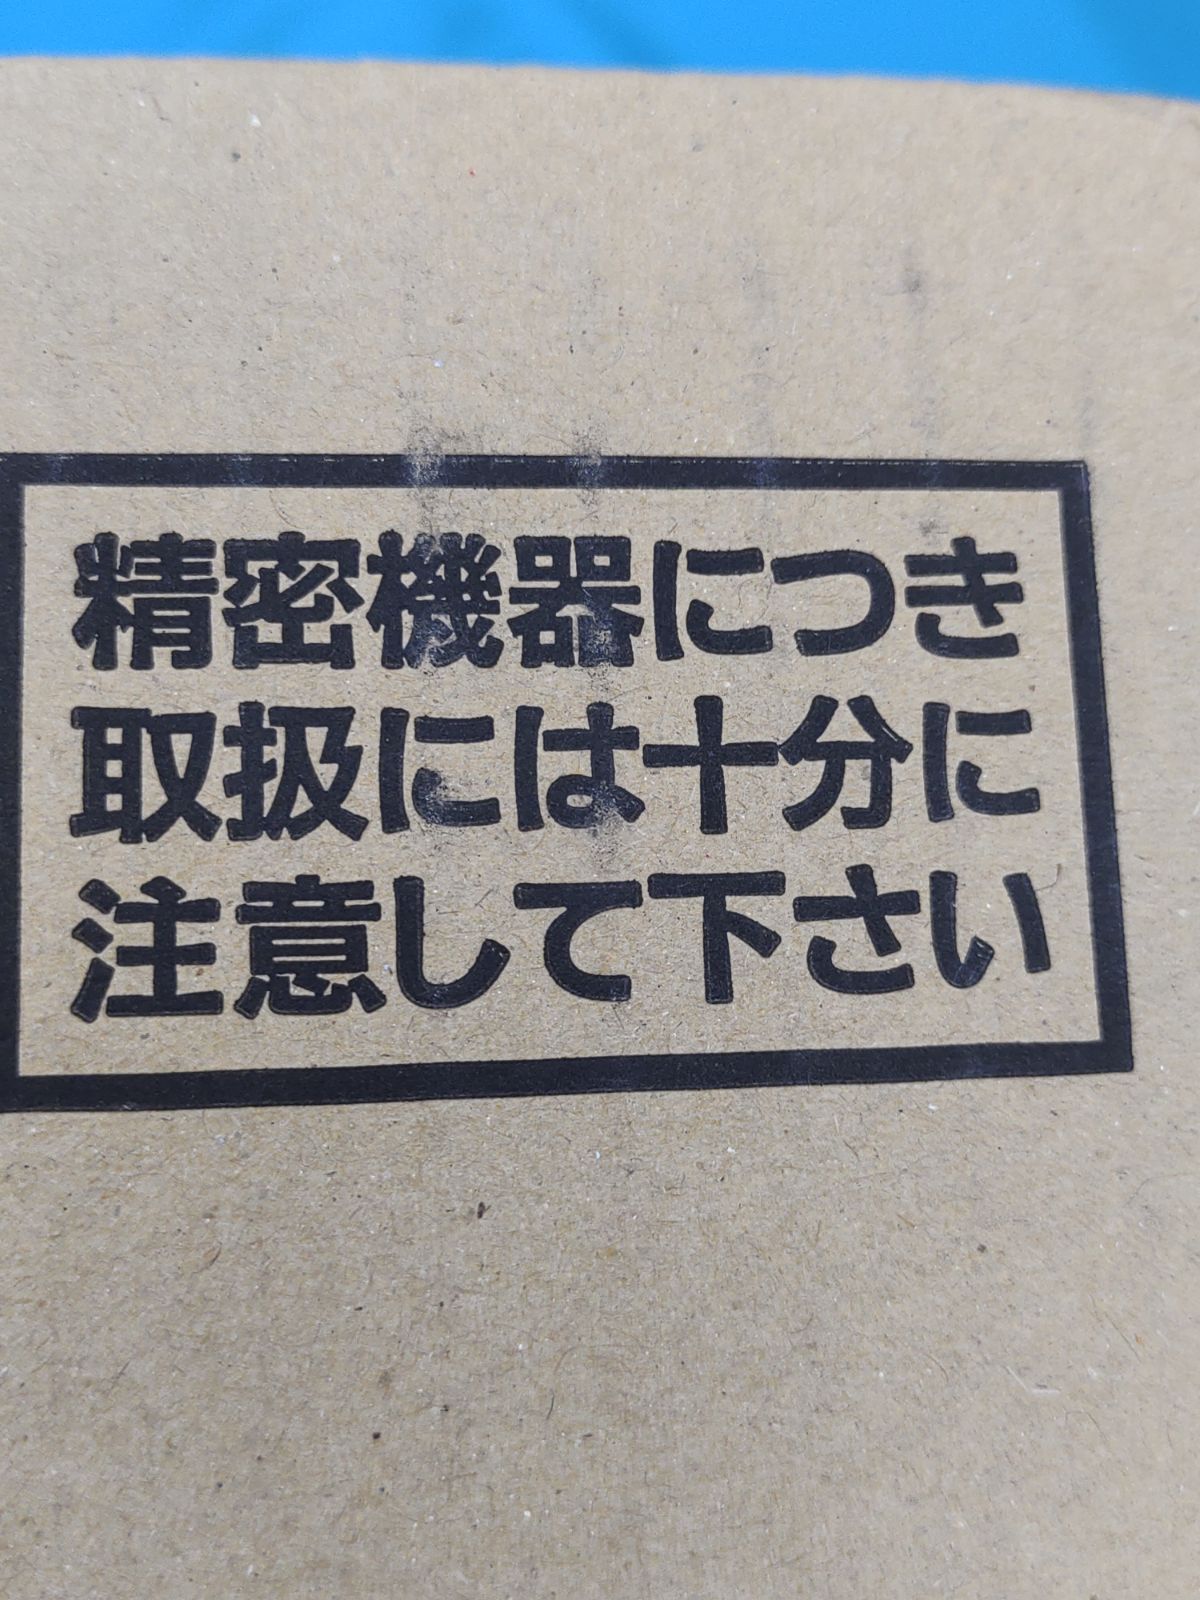 精密機器につき
取扱には十分に
注意して下さい